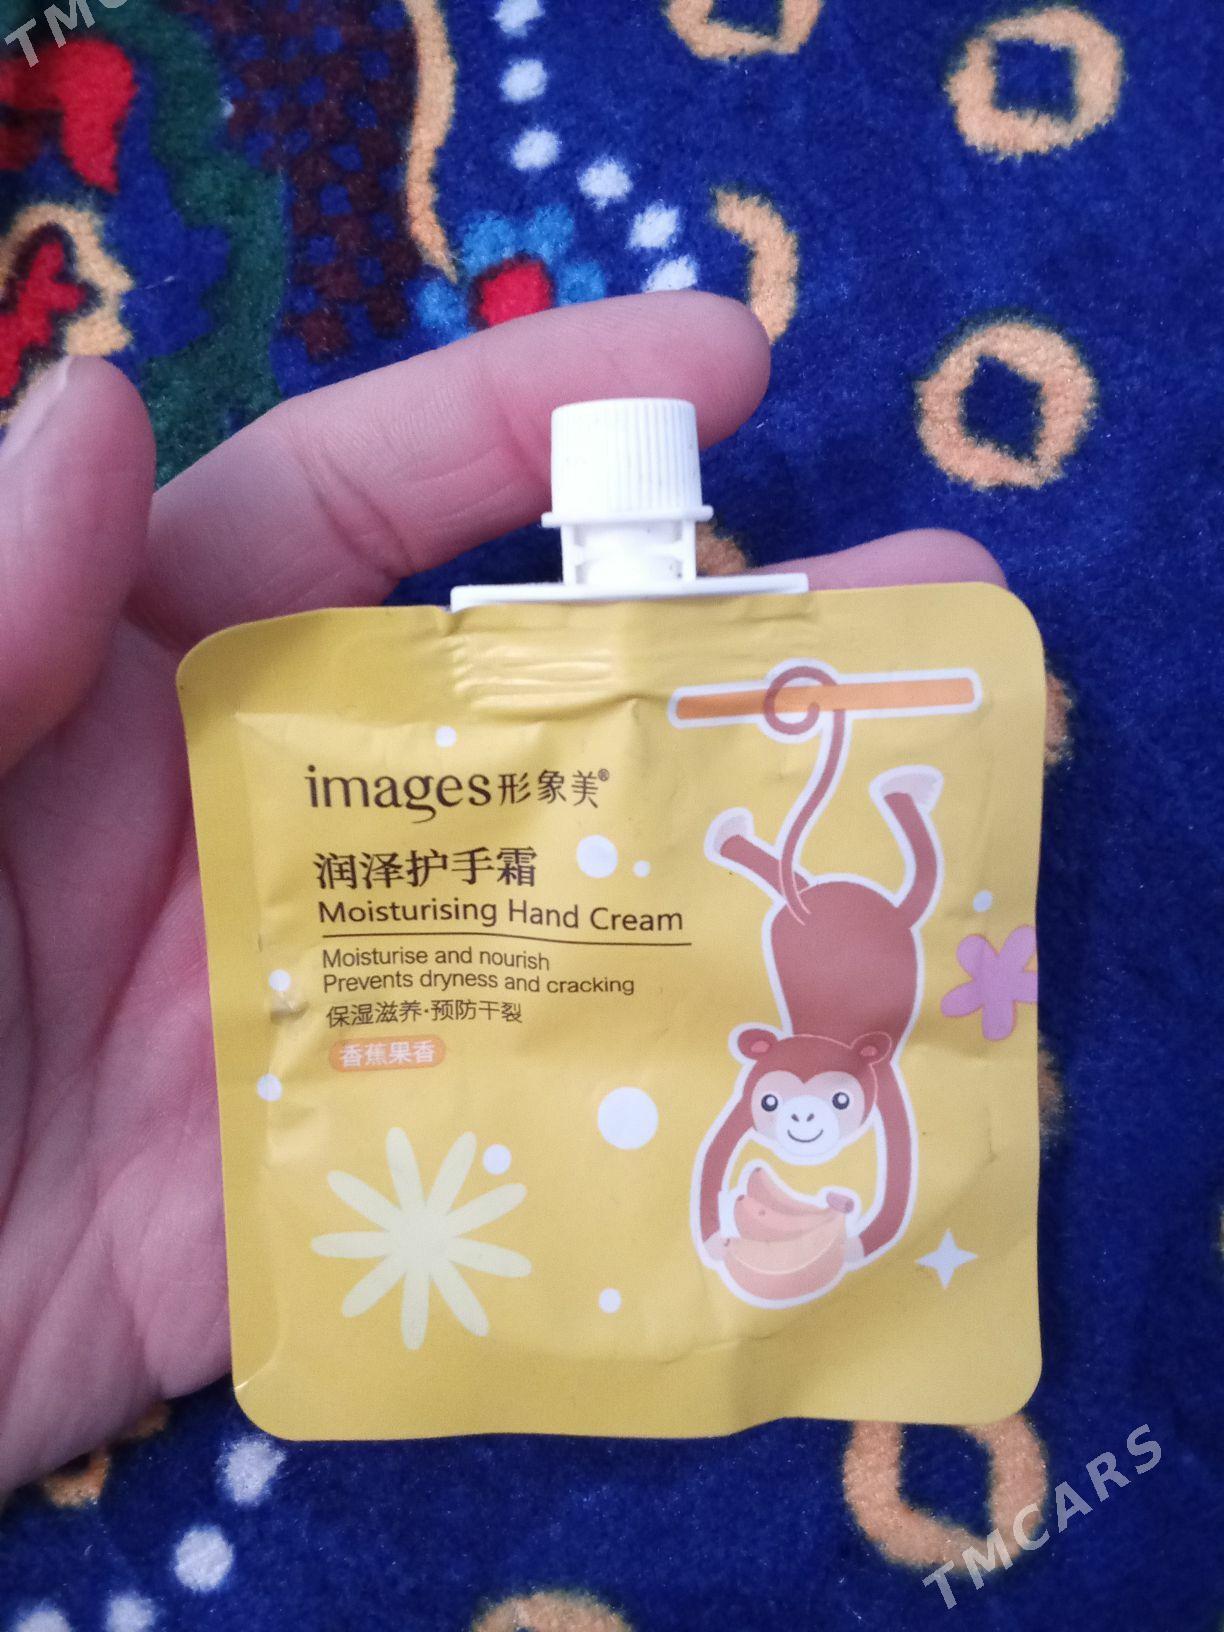 TMC
images形象美®
润泽护手霜
Moisturising Hand Cream
Moisturise and nourish
Prevents dryness and cracking
保湿滋养·预防干裂
香蕉果香
TMCARS